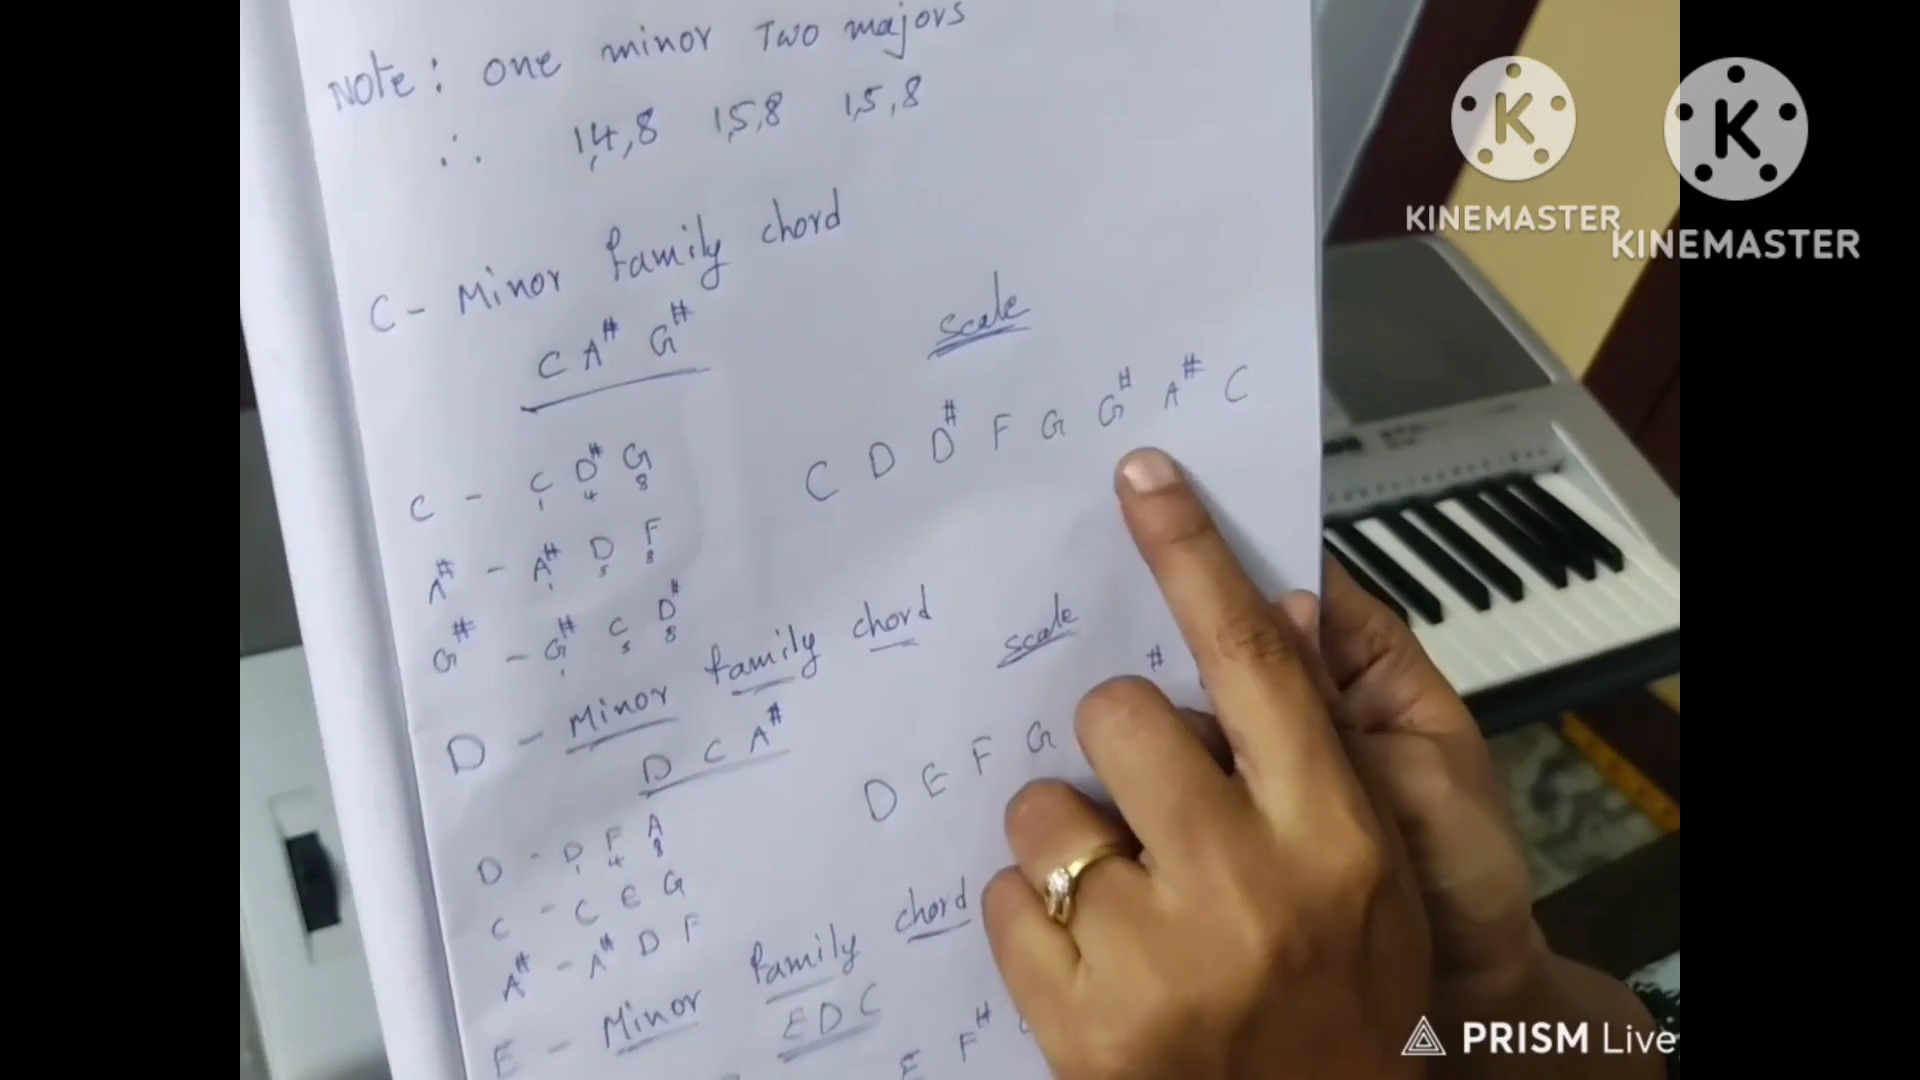 Note: one minor Two majors
∴ 1,4,8 1,5,8 1,5,8
C - Minor family chord
C A# G#
scale
C D D# F G G# A# C
C - C D# G
1 4 8
A# - A# D F
1 5 8
G# - G# C D#
1 5 8
D - Minor family chord
D C A#
scale
#
D E F G
D - D F A
1 4 8
C - C E G
A# - A# D F
E - Minor family chord
E D C
E F#
KINEMASTER
KINEMASTER
PRISM Live